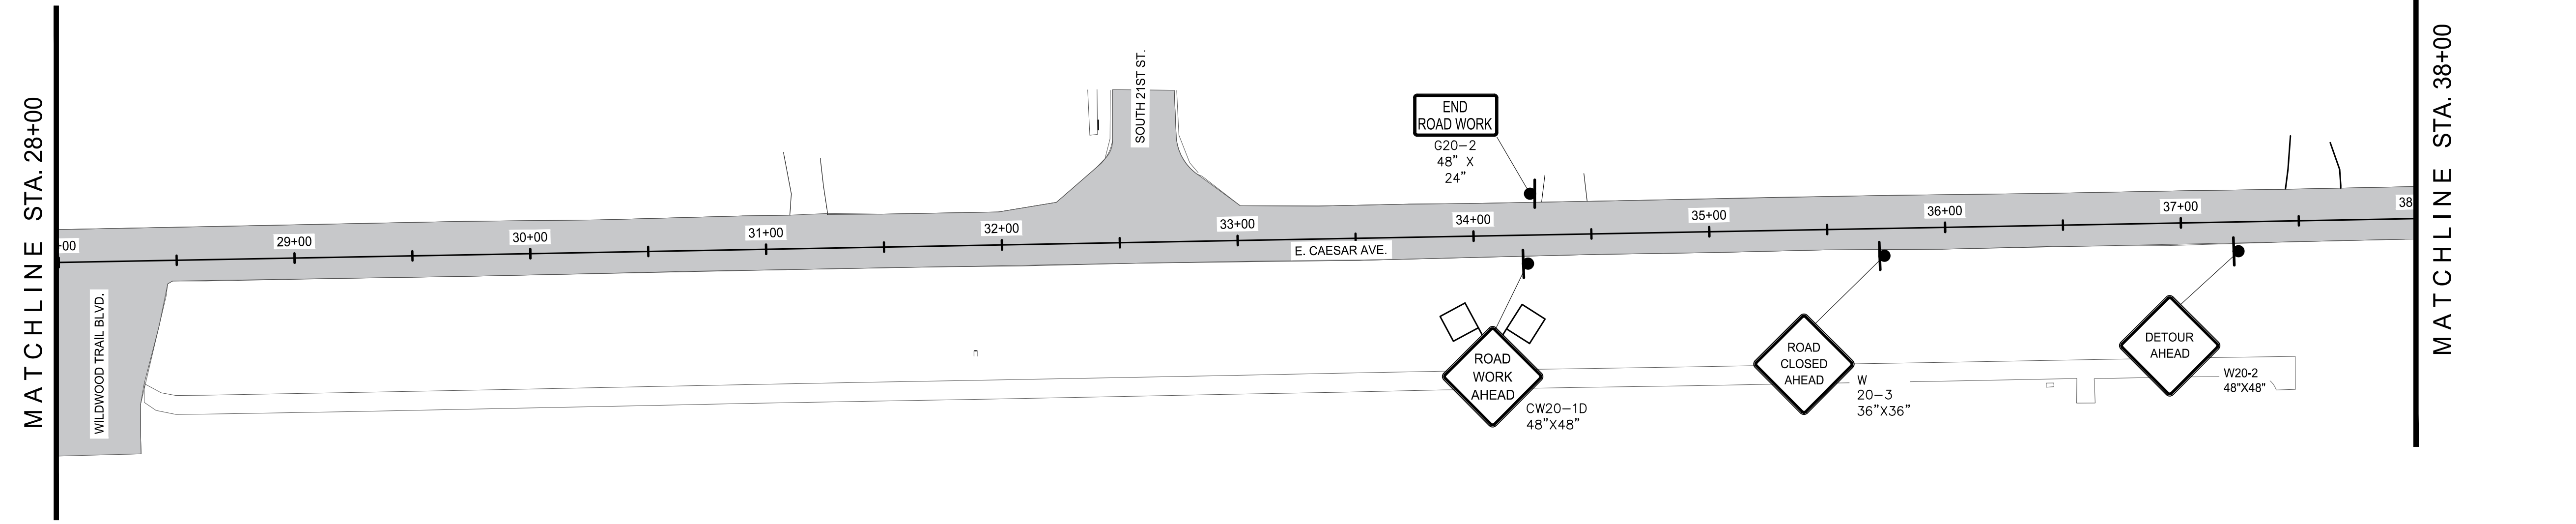 MATCHLINE STA. 28+00
WILDWOOD TRAIL BLVD.
-00
29+00
30+00
31+00
32+00
33+00
34+00
35+00
36+00
37+00
38
SOUTH 21ST ST.
E. CAESAR AVE.
END
ROAD WORK
G20-2
48" X
24"
ROAD
WORK
AHEAD
CW20-1D
48"X48"
ROAD
CLOSED
AHEAD
W
20-3
36"X36"
DETOUR
AHEAD
W20-2
48"X48"
MATCHLINE STA. 38+00